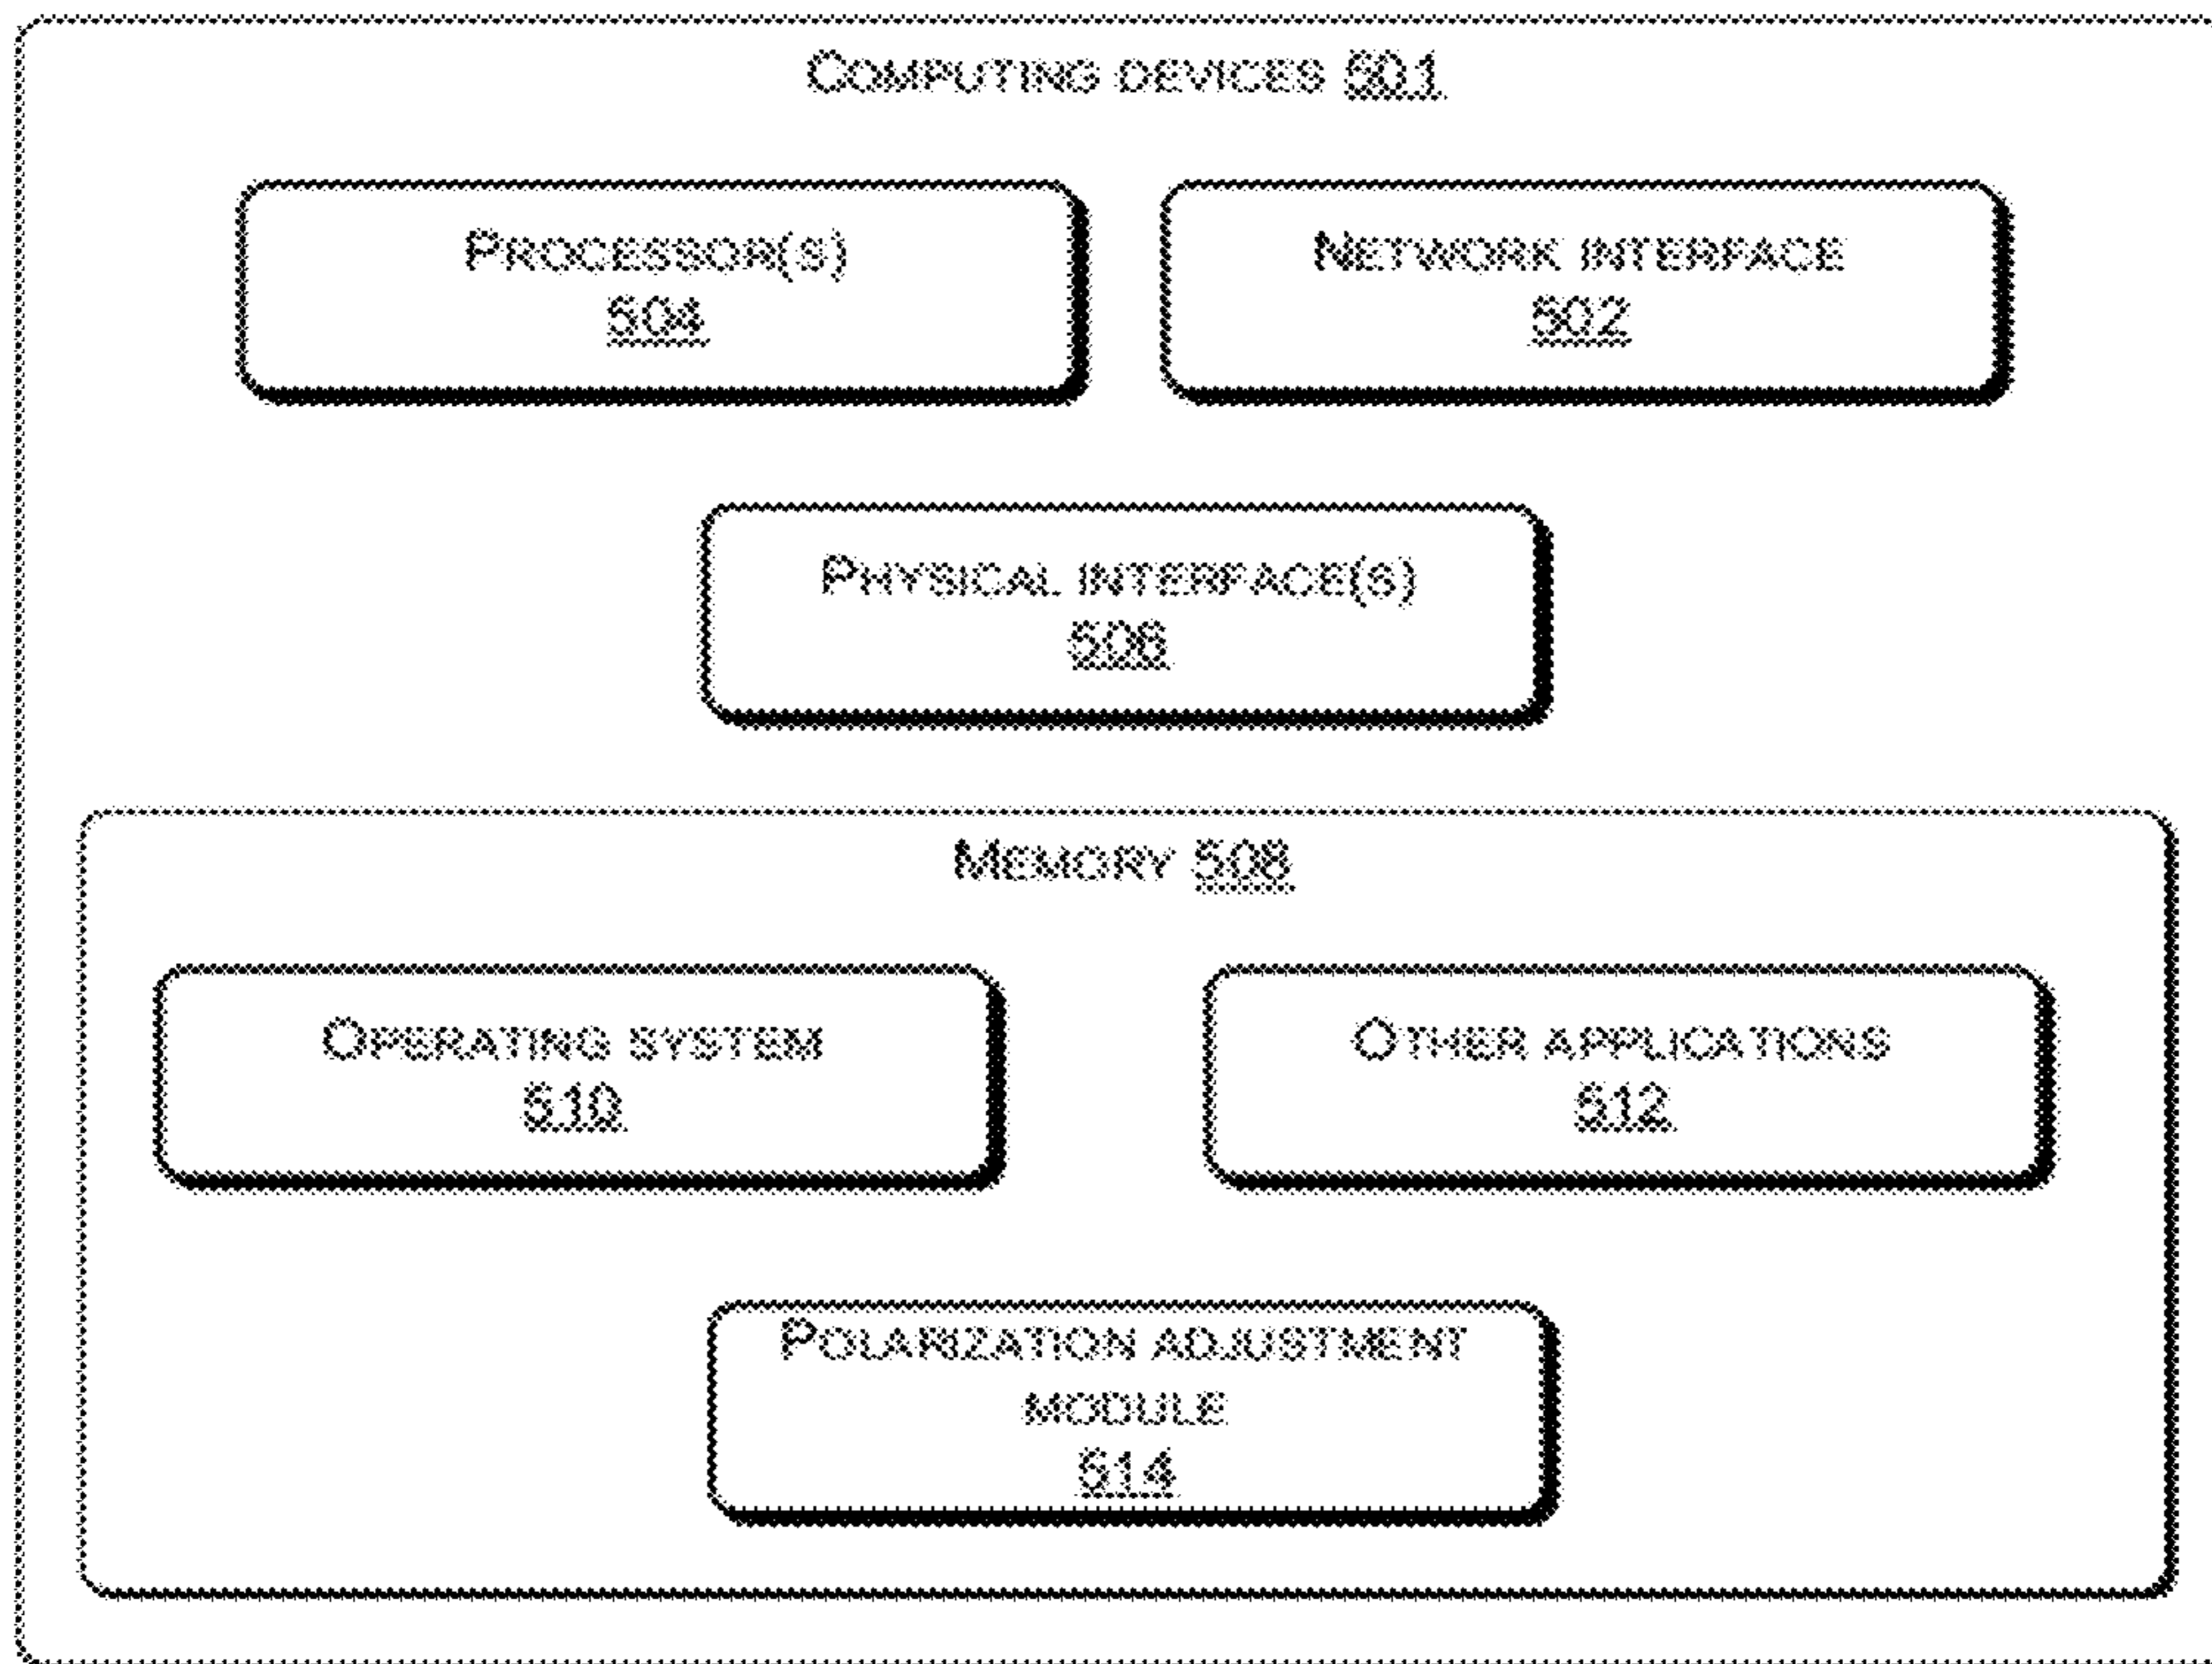 COMPUTING DEVICES 501
PROCESSOR(S)
504
NETWORK INTERFACE
502
PHYSICAL INTERFACE(S)
506
MEMORY 508
OPERATING SYSTEM
510
OTHER APPLICATIONS
512
POLARIZATION ADJUSTMENT
MODULE
514